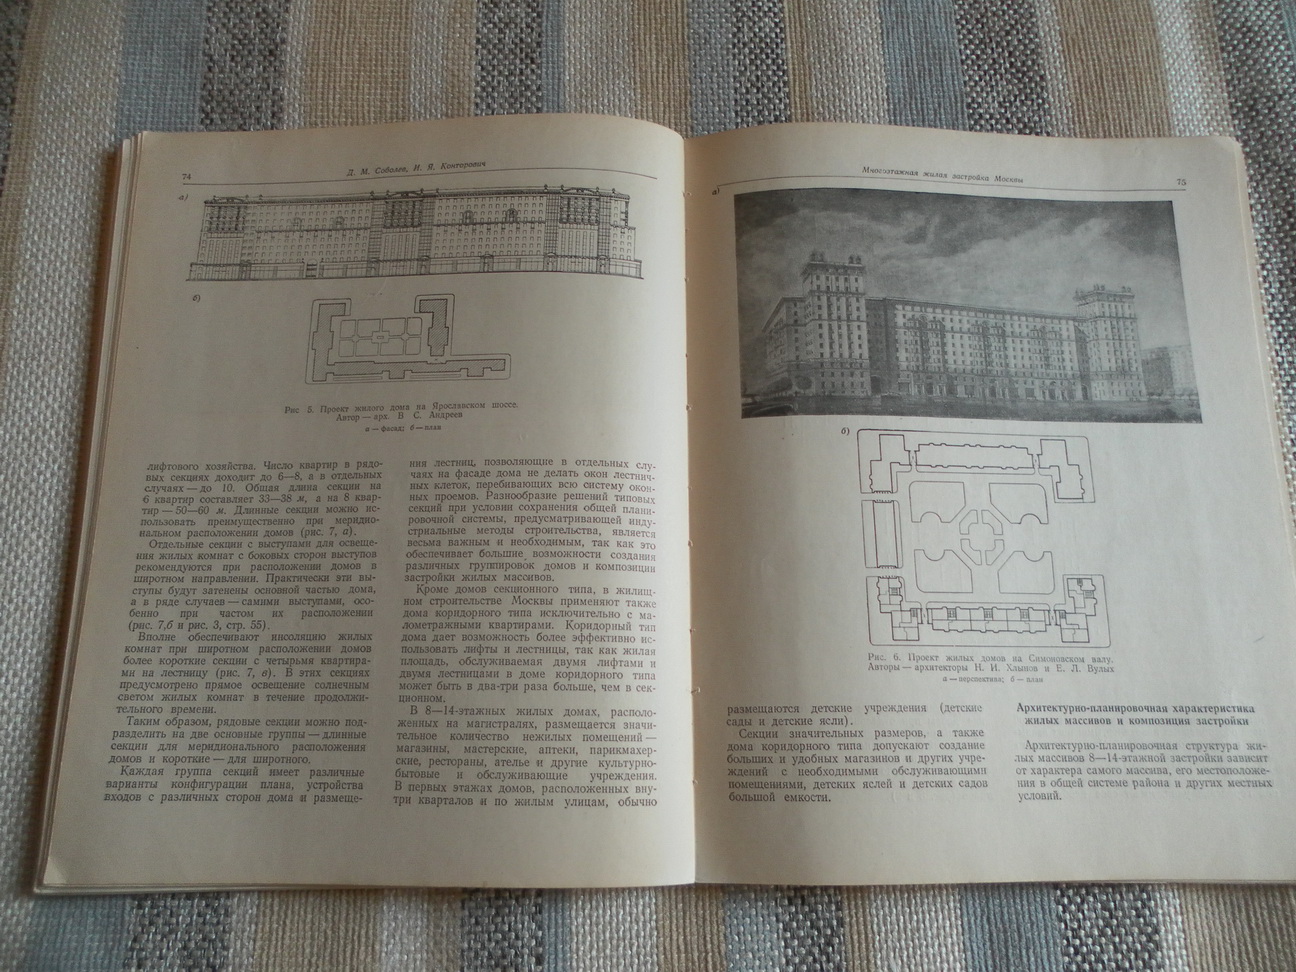 74
Д. М. Соболев, И. Я. Конторович
а)
б)
Рис 5. Проект жилого дома на Ярославском шоссе.
Автор — арх. В С. Андреев
а — фасад; б — план
лифтового хозяйства. Число квартир в рядо-
вых секциях доходит до 6—8, а в отдельных
случаях — до 10. Общая длина секции на
6 квартир составляет 33—38 м, а на 8 квар-
тир — 50—60 м. Длинные секции можно ис-
пользовать преимущественно при меридио-
нальном расположении домов (рис. 7, а).
Отдельные секции с выступами для освеще-
ния жилых комнат с боковых сторон выступов
рекомендуются при расположении домов в
широтном направлении. Практически эти вы-
ступы будут затенены основной частью дома,
а в ряде случаев — самими выступами, осо-
бенно при частом их расположении
(рис. 7,б и рис. 3, стр. 55).
Вполне обеспечивают инсоляцию жилых
комнат при широтном расположении домов
более короткие секции с четырьмя квартира-
ми на лестницу (рис. 7, в). В этих секциях
предусмотрено прямое освещение солнечным
светом жилых комнат в течение продолжи-
тельного времени.
Таким образом, рядовые секции можно под-
разделить на две основные группы — длинные
секции для меридионального расположения
домов и короткие — для широтного.
Каждая группа секций имеет различные
варианты конфигурации плана, устройства
входов с различных сторон дома и размеще-
ния лестниц, позволяющие в отдельных слу-
чаях на фасаде дома не делать окон лестнич-
ных клеток, перебивающих всю систему окон-
ных проемов. Разнообразие решений типовых
секций при условии сохранения общей плани-
ровочной системы, предусматривающей инду-
стриальные методы строительства, является
весьма важным и необходимым, так как это
обеспечивает большие возможности создания
различных группировок домов и композиции
застройки жилых массивов.
Кроме домов секционного типа, в жилищ-
ном строительстве Москвы применяют также
дома коридорного типа исключительно с ма-
лометражными квартирами. Коридорный тип
дома дает возможность более эффективно ис-
пользовать лифты и лестницы, так как жилая
площадь, обслуживаемая двумя лифтами и
двумя лестницами в доме коридорного типа
может быть в два-три раза больше, чем в сек-
ционном.
В 8—14-этажных жилых домах, располо-
женных на магистралях, размещается значи-
тельное количество нежилых помещений —
магазины, мастерские, аптеки, парикмахер-
ские, рестораны, ателье и другие культурно-
бытовые и обслуживающие учреждения.
В первых этажах домов, расположенных вну-
три кварталов и по жилым улицам, обычно
Многоэтажная жилая застройка Москвы
75
а)
б)
Рис. 6. Проект жилых домов на Симоновском валу.
Авторы — архитекторы Н. И. Хлынов и Е. Л. Вулых
а — перспектива; б — план
размещаются детские учреждения (детские
сады и детские ясли).
Секции значительных размеров, а также
дома коридорного типа допускают создание
больших и удобных магазинов и других учре-
ждений с необходимыми обслуживающими
помещениями, детских яслей и детских садов
большой емкости.
Архитектурно-планировочная характеристика
жилых массивов и композиция застройки
Архитектурно-планировочная структура жи-
лых массивов 8—14-этажной застройки зависит
от характера самого массива, его местоположе-
ния в общей системе района и других местных
условий.